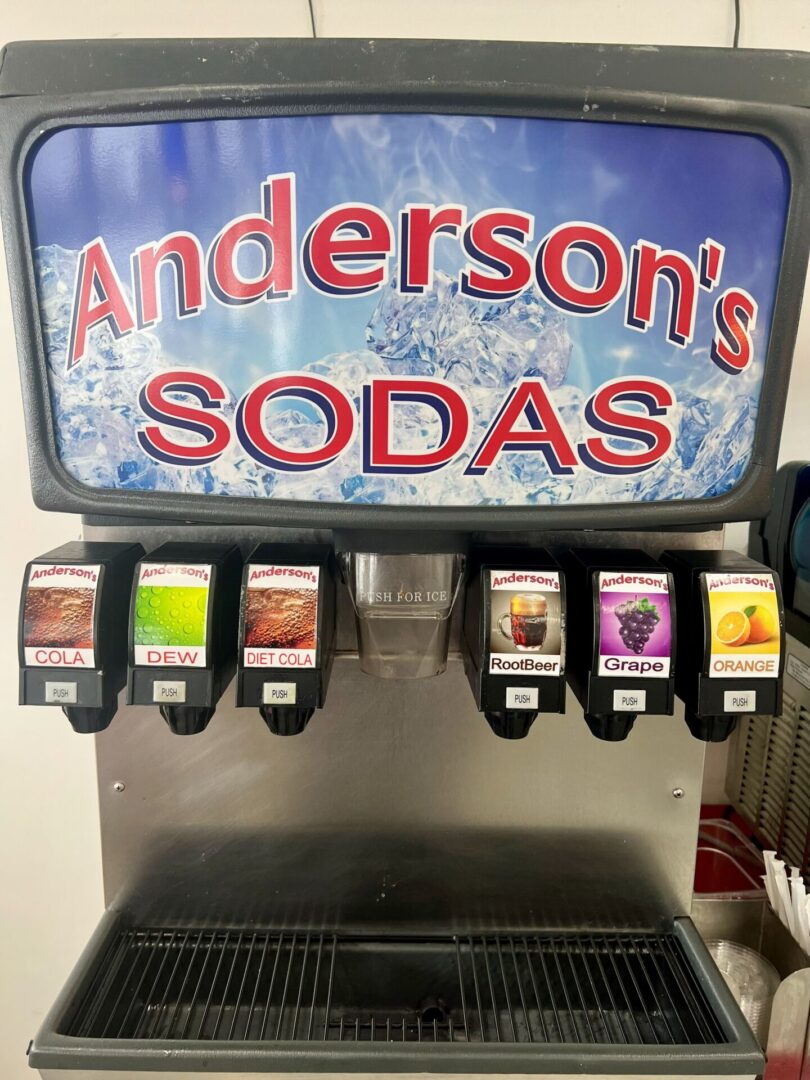 Anderson's
SODAS
Anderson's
COLA
PUSH
Anderson's
DEW
PUSH
Anderson's
DIET COLA
PUSH
PUSH FOR ICE
Anderson's
RootBeer
PUSH
Anderson's
Grape
PUSH
Anderson's
ORANGE
PUSH